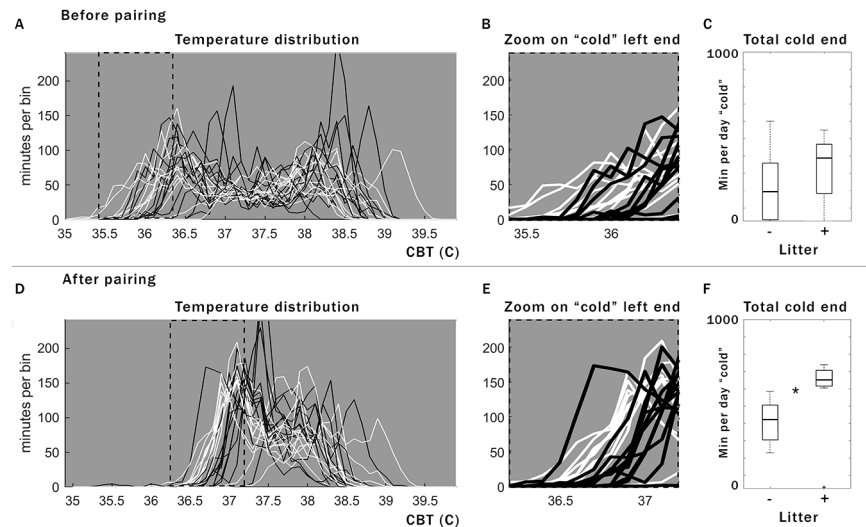 Before pairing
A
Temperature distribution
minutes per bin
200
150
100
50
0
35
35.5
36
36.5
37
37.5
38
38.5
39
39.5
CBT (C)
B
Zoom on “cold” left end
200
150
100
50
0
35.5
36
C
Total cold end
Min per day “cold”
1000
0
- +
Litter
After pairing
D
Temperature distribution
minutes per bin
200
150
100
50
0
35
35.5
36
36.5
37
37.5
38
38.5
39
39.5
CBT (C)
E
Zoom on “cold” left end
200
150
100
50
0
36.5
37
F
Total cold end
Min per day “cold”
1000
0
*
- +
Litter